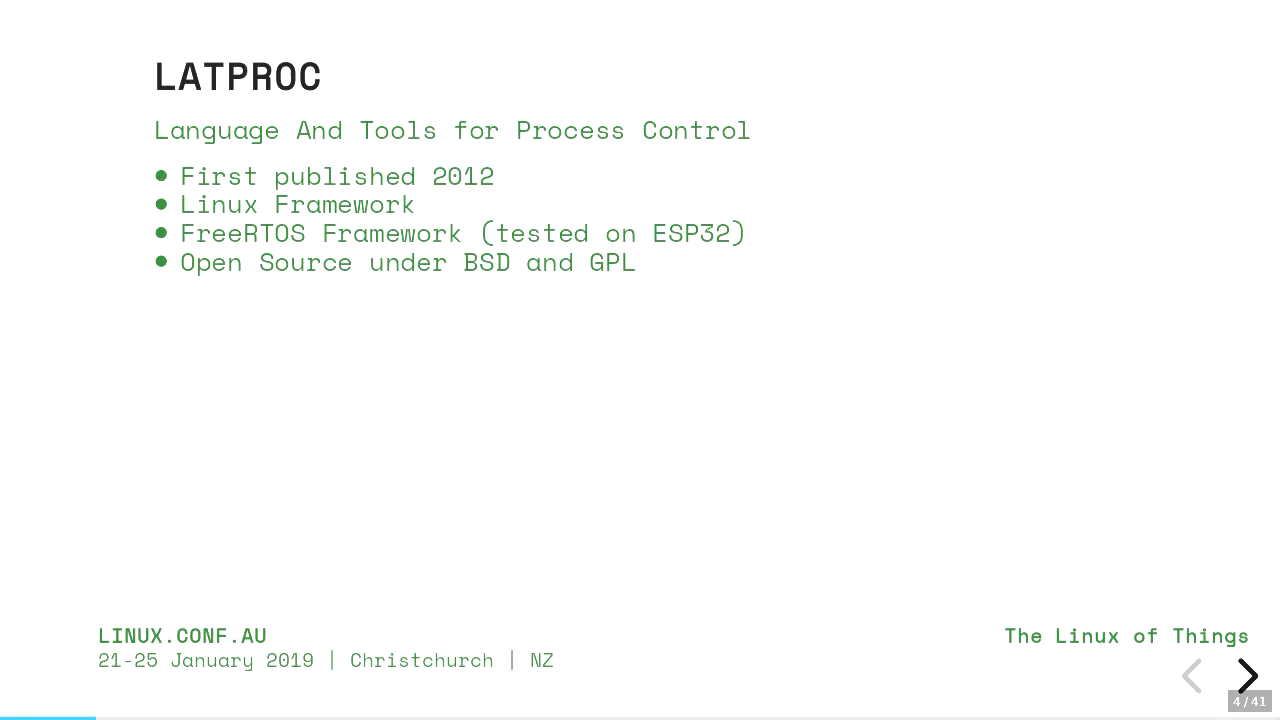 LATPROC
Language And Tools for Process Control
First published 2012
Linux Framework
FreeRTOS Framework (tested on ESP32)
Open Source under BSD and GPL
LINUX.CONF.AU
21-25 January 2019 | Christchurch | NZ
The Linux of Things
4 / 41